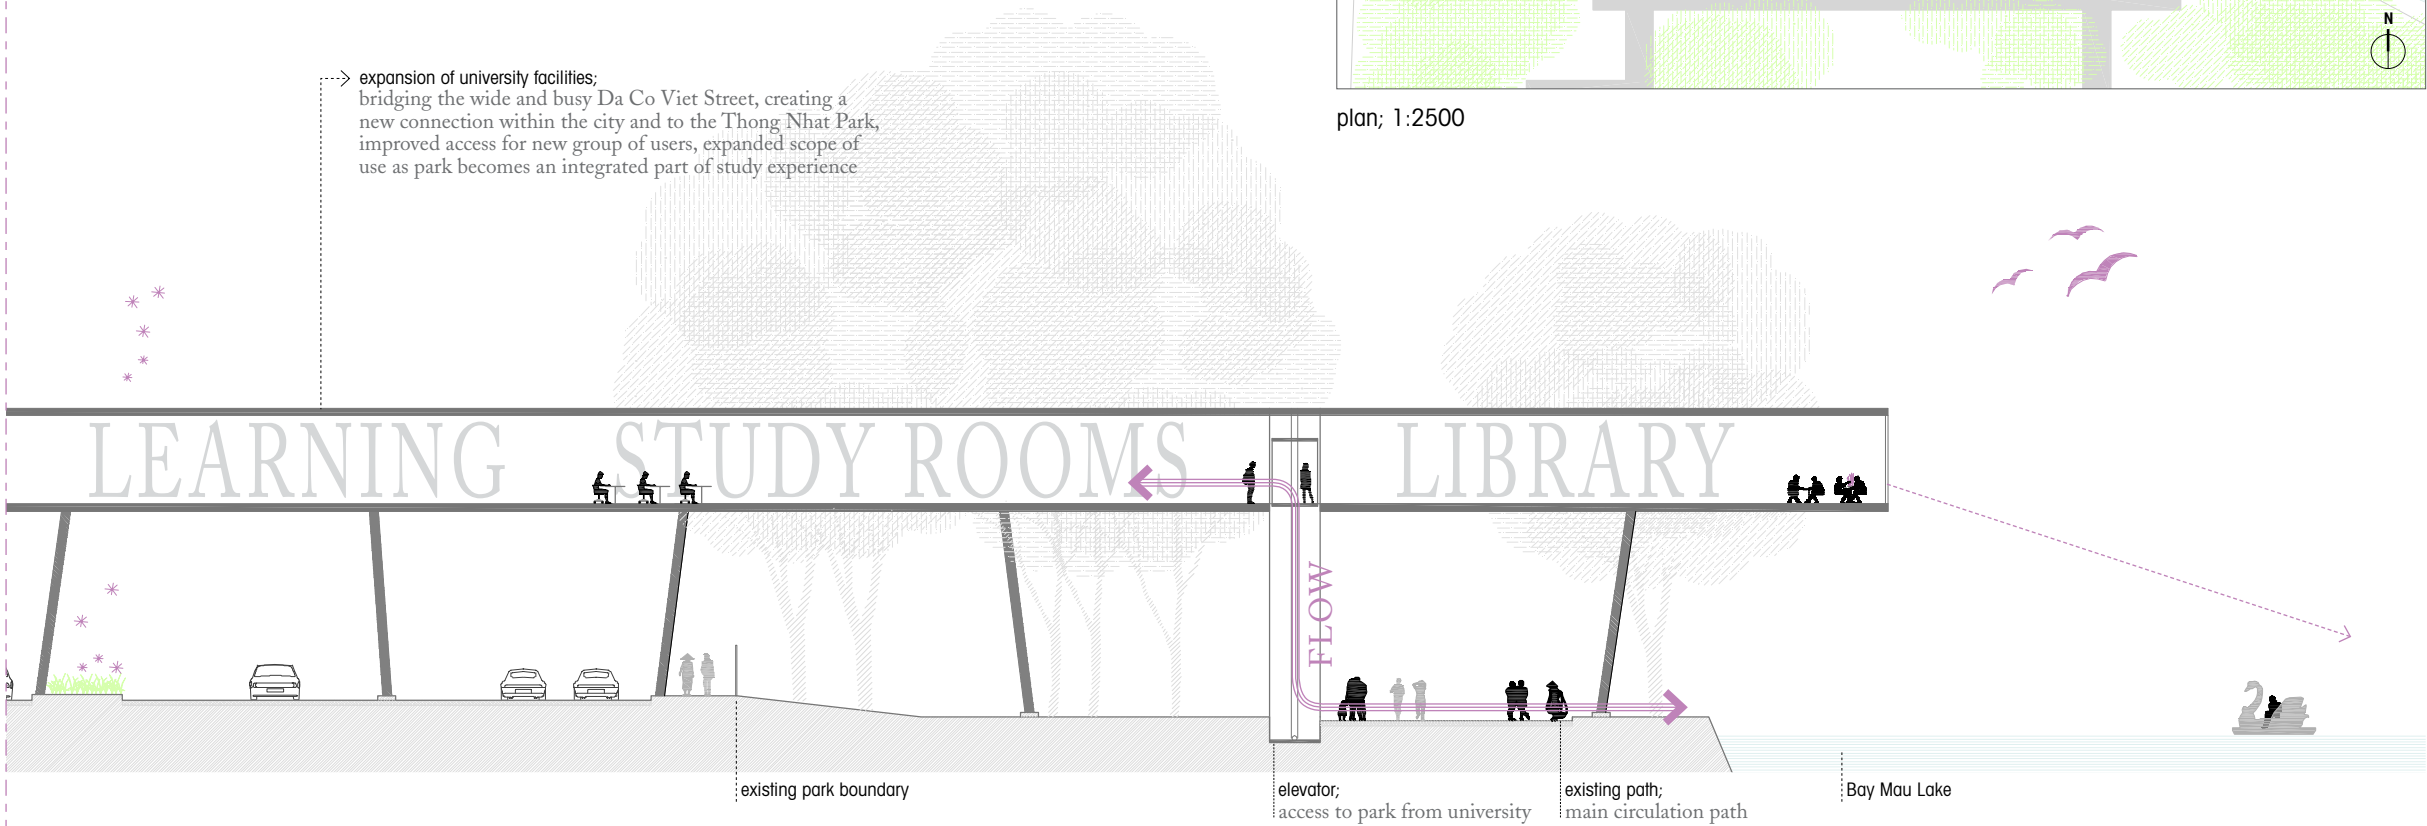 N
plan; 1:2500
expansion of university facilities;
bridging the wide and busy Da Co Viet Street, creating a
new connection within the city and to the Thong Nhat Park,
improved access for new group of users, expanded scope of
use as park becomes an integrated part of study experience
LEARNING STUDY ROOMS LIBRARY
FLOW
existing park boundary
elevator;
access to park from university
existing path;
main circulation path
Bay Mau Lake